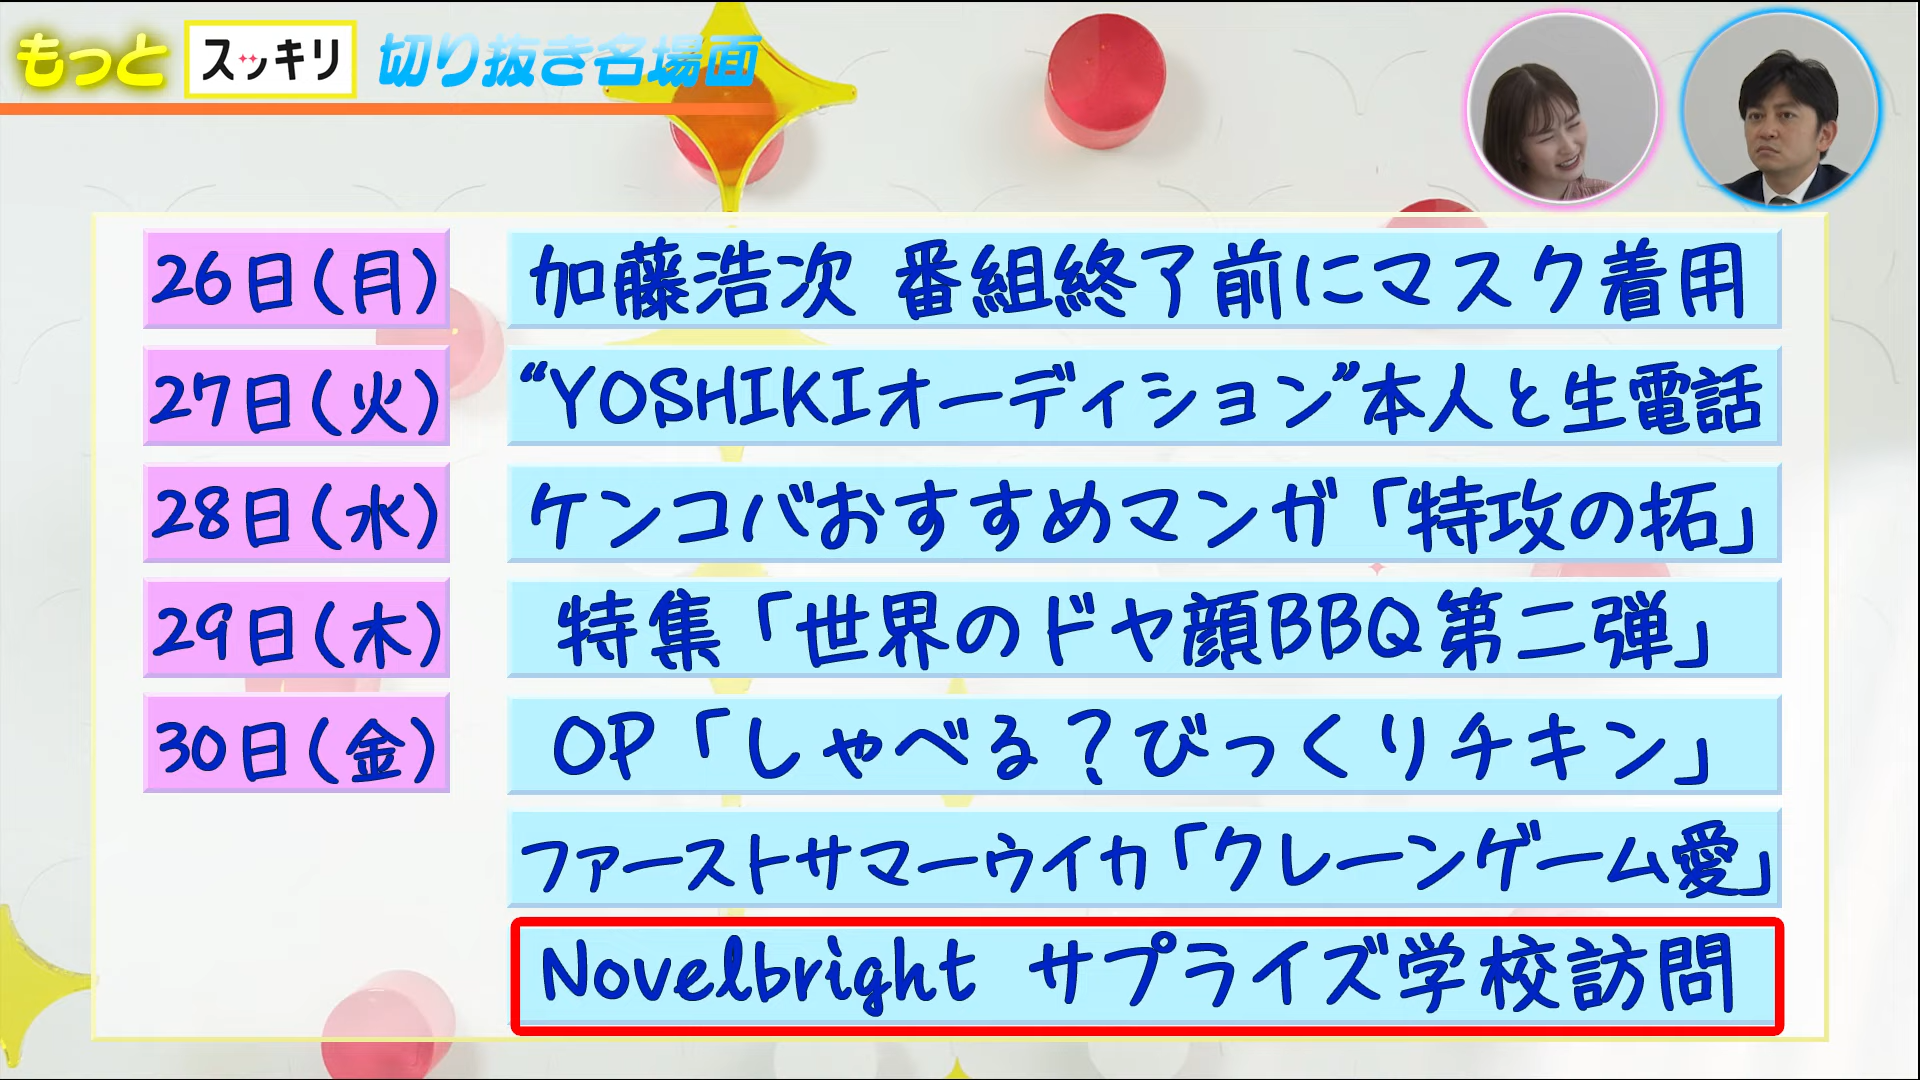 もっと スッキリ 切り抜き名場面
26日(月) 加藤浩次 番組終了前にマスク着用
27日(火) “YOSHIKIオーディション”本人と生電話
28日(水) ケンコバおすすめマンガ「特攻の拓」
29日(木) 特集「世界のドヤ顔BBQ第二弾」
30日(金) OP「しゃべる?びっくりチキン」
ファーストサマーウイカ「クレーンゲーム愛」
Novelbright サプライズ学校訪問